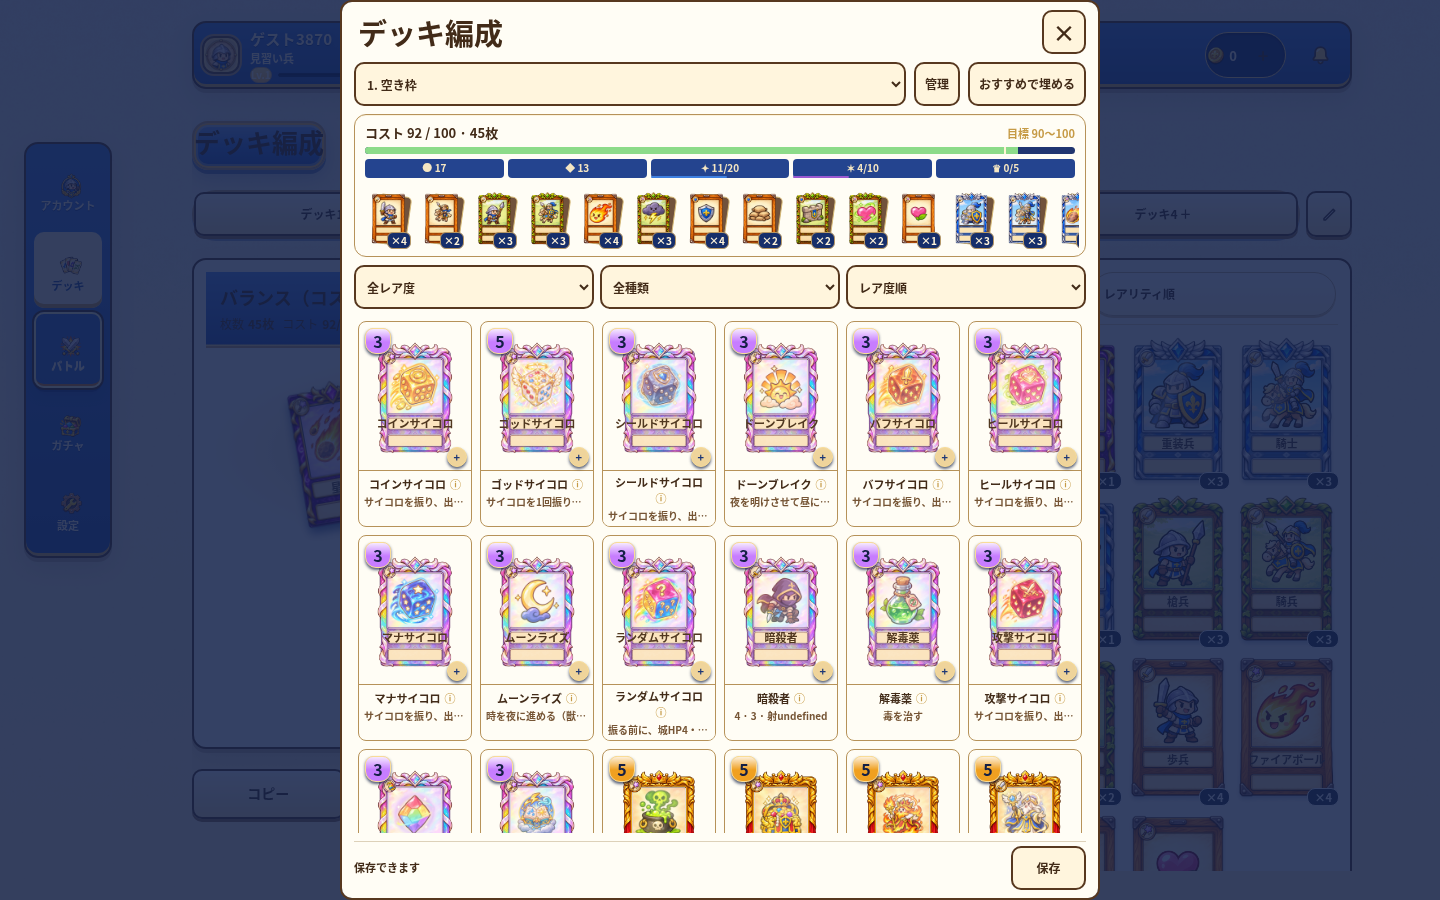 デッキ編成
×
1. 空き枠
管理
おすすめで埋める
コスト 92 / 100・45枚
目標 90〜100
17
13
11/20
4/10
0/5
×4
×2
×3
×3
×4
×3
×4
×2
×2
×2
×1
×3
×3
全レア度
全種類
レア度順
3
5
3
3
3
3
コインサイコロ
ゴッドサイコロ
シールドサイコロ
ドーンブレイク
バフサイコロ
ヒールサイコロ
コインサイコロ ⓘ
ゴッドサイコロ ⓘ
シールドサイコロ ⓘ
ドーンブレイク ⓘ
バフサイコロ ⓘ
ヒールサイコロ ⓘ
サイコロを振り、出…
サイコロを1回振り…
サイコロを振り、出…
夜を明けさせて昼に…
サイコロを振り、出…
サイコロを振り、出…
3
3
3
3
3
3
マナサイコロ
ムーンライズ
ランダムサイコロ
暗殺者
解毒薬
攻撃サイコロ
マナサイコロ ⓘ
ムーンライズ ⓘ
ランダムサイコロ ⓘ
暗殺者 ⓘ
解毒薬 ⓘ
攻撃サイコロ ⓘ
サイコロを振り、出…
時を夜に進める（獣…
振る前に、城HP4・…
4・3・射undefined
毒を治す
サイコロを振り、出…
3
3
5
5
5
5
保存できます
保存
ゲスト3870
見習い兵
0
アカウント
デッキ
バトル
ガチャ
設定
デッキ編成
デッキ4 +
レアリティ順
コピー
重装兵
騎士
×1
×3
×3
槍兵
騎兵
×1
×3
×3
歩兵
ファイアボール
×2
×4
×4